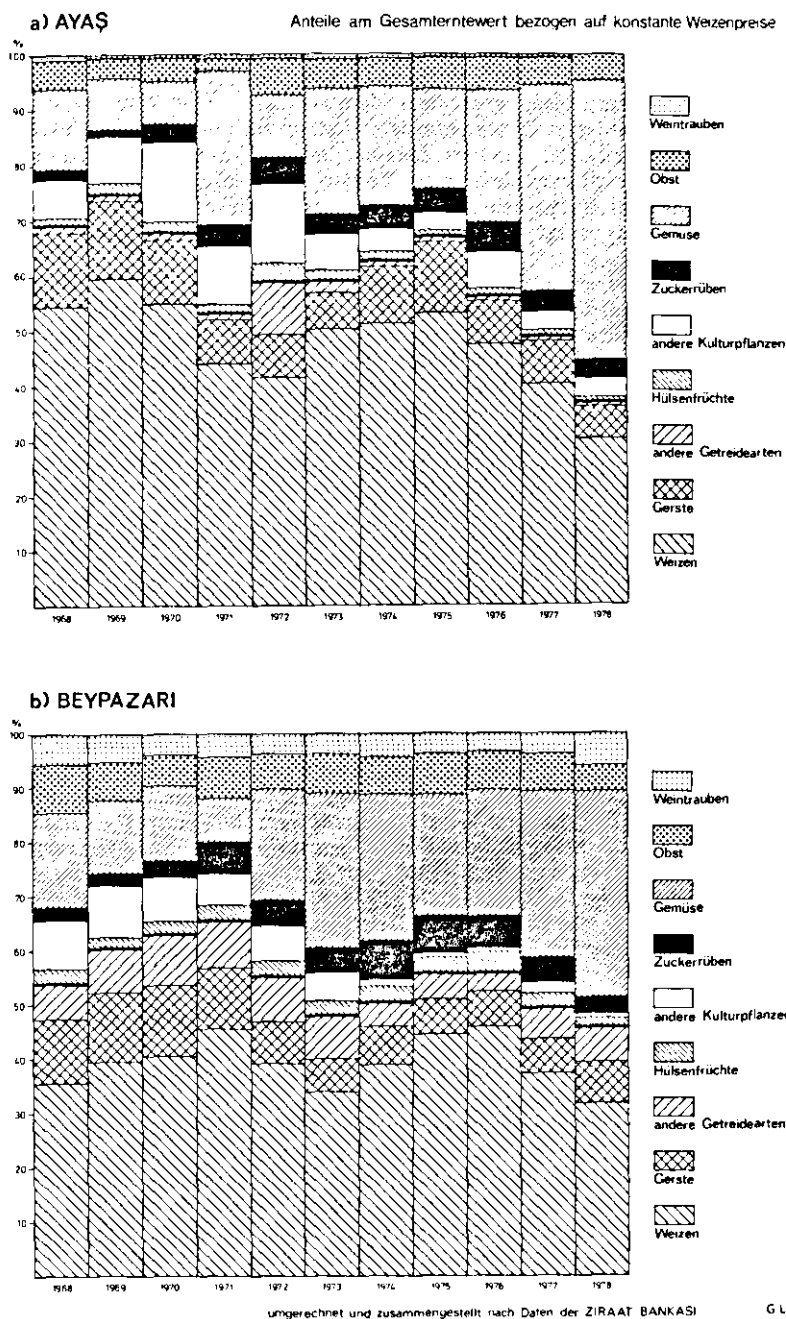 a) AYAŞ
Anteile am Gesamterntewert bezogen auf konstante Weizenpreise
%
100
90
80
70
60
50
40
30
20
10
1968 1969 1970 1971 1972 1973 1974 1975 1976 1977 1978
Weintrauben
Obst
Gemüse
Zuckerrüben
andere Kulturpflanzen
Hülsenfrüchte
andere Getreidearten
Gerste
Weizen
b) BEYPAZARI
%
100
90
80
70
60
50
40
30
20
10
1968 1969 1970 1971 1972 1973 1974 1975 1976 1977 1978
Weintrauben
Obst
Gemüse
Zuckerrüben
andere Kulturpflanzen
Hülsenfrüchte
andere Getreidearten
Gerste
Weizen
umgerechnet und zusammengestellt nach Daten der ZIRAAT BANKASI